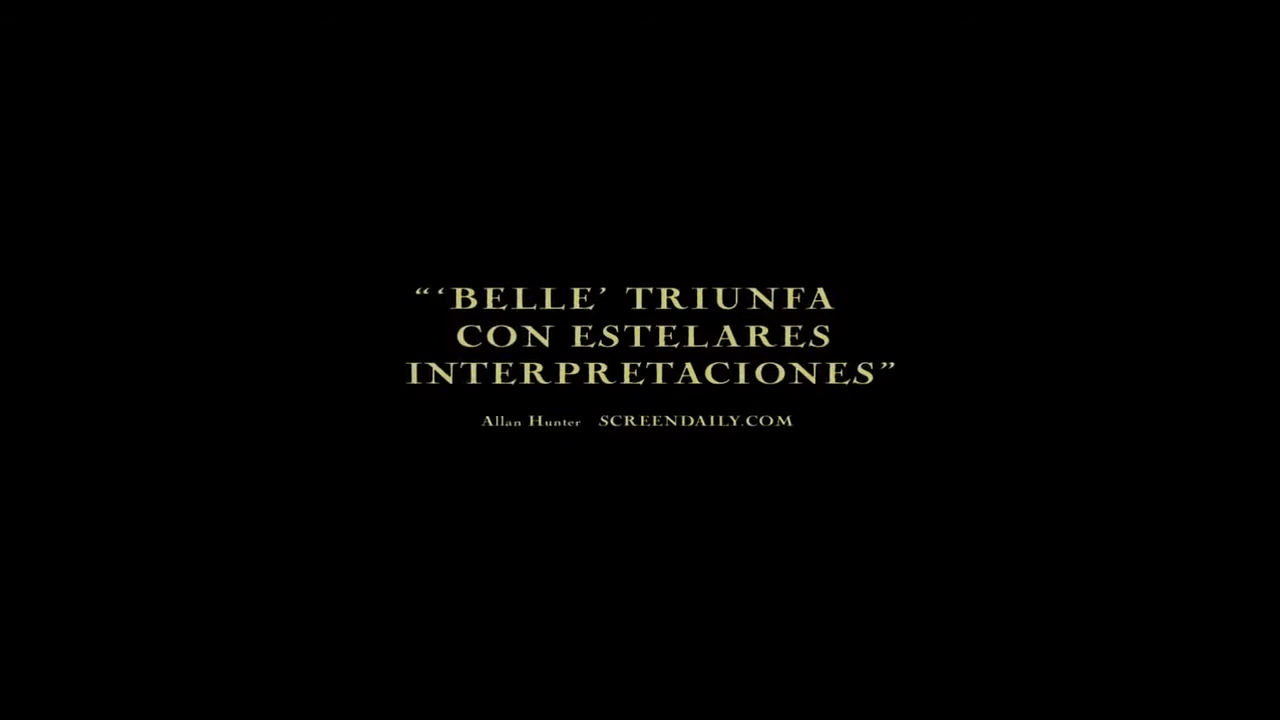 “‘BELLE’ TRIUNFA
CON ESTELARES
INTERPRETACIONES”
Allan Hunter SCREENDAILY.COM